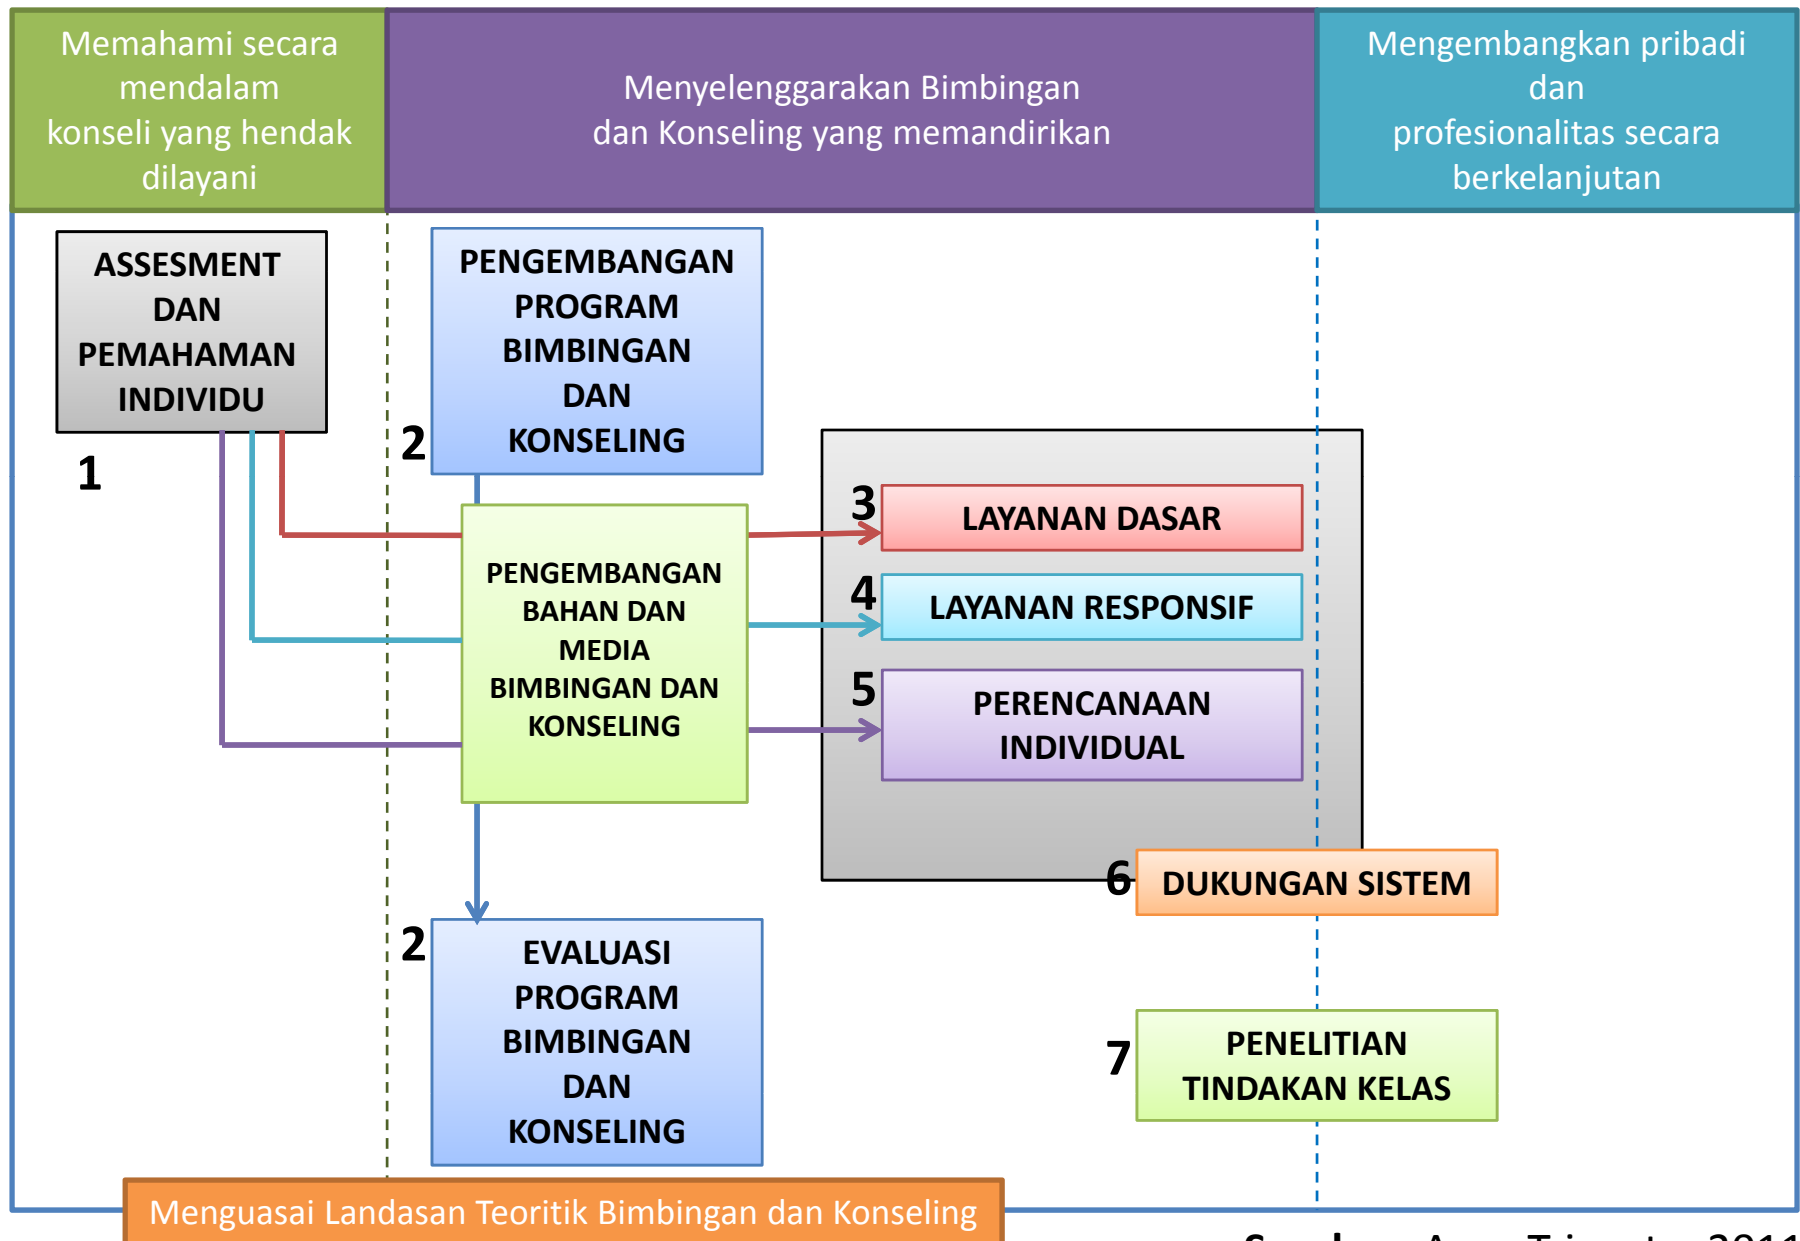 Memahami secara
mendalam
konseli yang hendak
dilayani
Menyelenggarakan Bimbingan
dan Konseling yang memandirikan
Mengembangkan pribadi
dan
profesionalitas secara
berkelanjutan
ASSESMENT
DAN
PEMAHAMAN
INDIVIDU
1
PENGEMBANGAN
PROGRAM
BIMBINGAN
DAN
KONSELING
2
PENGEMBANGAN
BAHAN DAN
MEDIA
BIMBINGAN DAN
KONSELING
3
LAYANAN DASAR
4
LAYANAN RESPONSIF
5
PERENCANAAN
INDIVIDUAL
6
DUKUNGAN SISTEM
2
EVALUASI
PROGRAM
BIMBINGAN
DAN
KONSELING
7
PENELITIAN
TINDAKAN KELAS
Menguasai Landasan Teoritik Bimbingan dan Konseling
2011